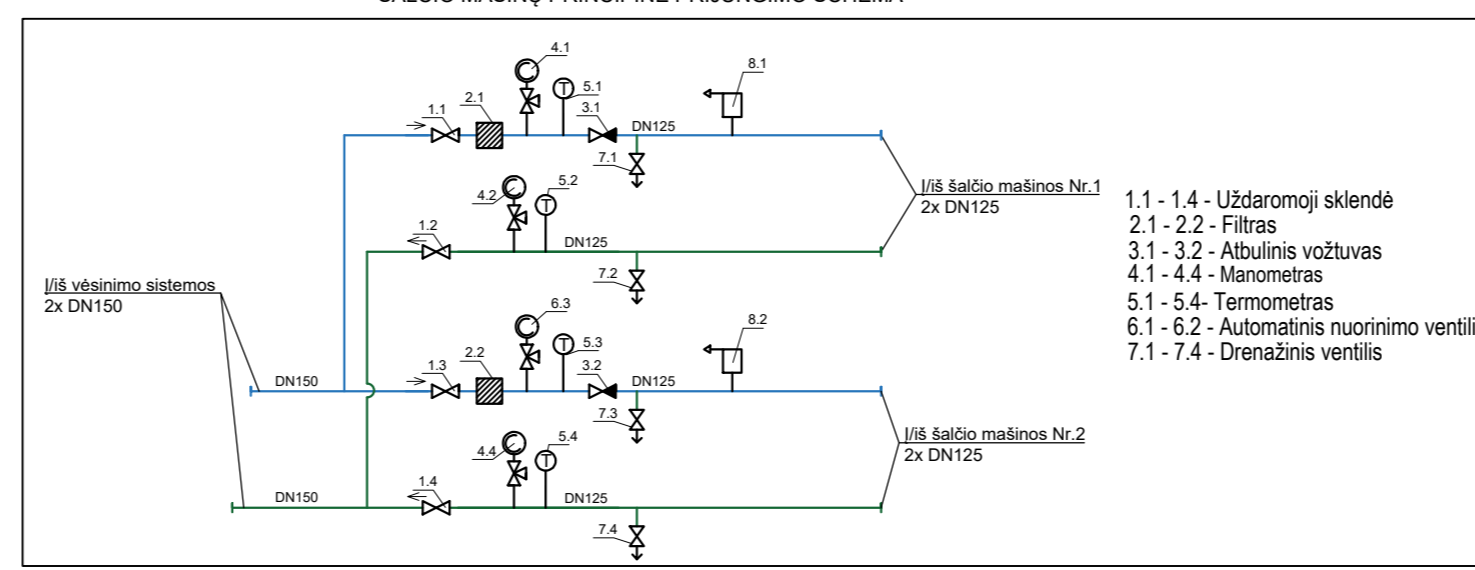 4.1
8.1
2.1
5.1
1.1
3.1
DN125
7.1
4.2
5.2
1.2
DN125
7.2
Į/iš šalčio mašinos Nr.1
2x DN125
Į/iš vėsinimo sistemos
2x DN150
6.3
8.2
2.2
5.3
1.3
3.2
DN150
DN125
7.3
4.4
5.4
1.4
DN150
DN125
7.4
Į/iš šalčio mašinos Nr.2
2x DN125
1.1 - 1.4 - Uždaromoji sklendė
2.1 - 2.2 - Filtras
3.1 - 3.2 - Atbulinis vožtuvas
4.1 - 4.4 - Manometras
5.1 - 5.4- Termometras
6.1 - 6.2 - Automatinis nuorinimo ventili
7.1 - 7.4 - Drenažinis ventilis